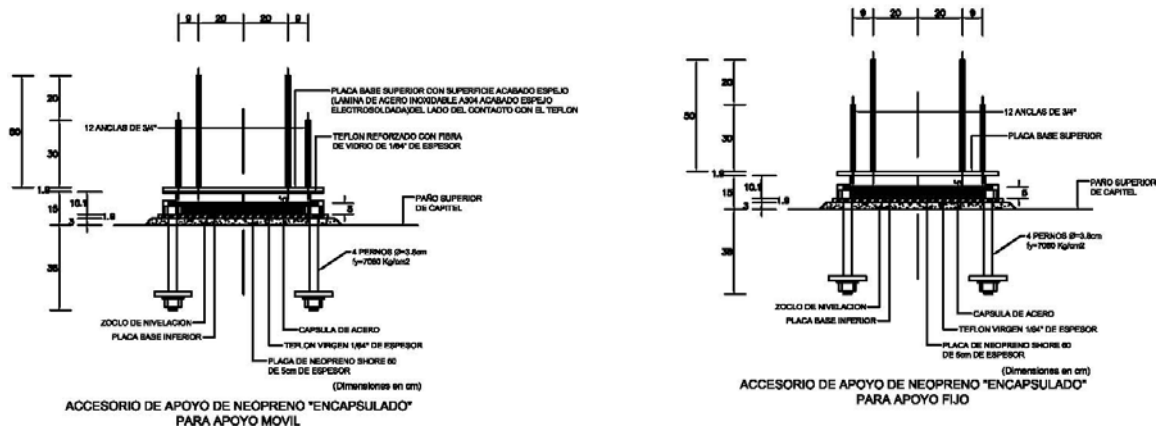 9 20 20 9
20
50
30
1.9
10.1
15
1.9
3
5
35
PLACA BASE SUPERIOR CON SUPERFICIE ACABADO ESPEJO
(LAMINA DE ACERO INOXIDABLE A304 ACABADO ESPEJO
ELECTROSOLDADA)DEL LADO DEL CONTACTO CON EL TEFLON
12 ANCLAS DE 3/4"
TEFLON REFORZADO CON FIBRA
DE VIDRIO DE 1/64" DE ESPESOR
PAÑO SUPERIOR
DE CAPITEL
4 PERNOS Ø=3.8cm
fy=7060 Kg/cm2
ZOCLO DE NIVELACION
PLACA BASE INFERIOR
CAPSULA DE ACERO
TEFLON VIRGEN 1/64" DE ESPESOR
PLACA DE NEOPRENO SHORE 60
DE 5cm DE ESPESOR
(Dimensiones en cm)
ACCESORIO DE APOYO DE NEOPRENO "ENCAPSULADO"
PARA APOYO MOVIL
9 20 20 9
20
50
30
1.9
10.1
15
1.9
3
5
35
12 ANCLAS DE 3/4"
PLACA BASE SUPERIOR
PAÑO SUPERIOR
DE CAPITEL
4 PERNOS Ø=3.8cm
fy=7060 Kg/cm2
ZOCLO DE NIVELACION
PLACA BASE INFERIOR
CAPSULA DE ACERO
TEFLON VIRGEN 1/64" DE ESPESOR
PLACA DE NEOPRENO SHORE 60
DE 5cm DE ESPESOR
(Dimensiones en cm)
ACCESORIO DE APOYO DE NEOPRENO "ENCAPSULADO"
PARA APOYO FIJO